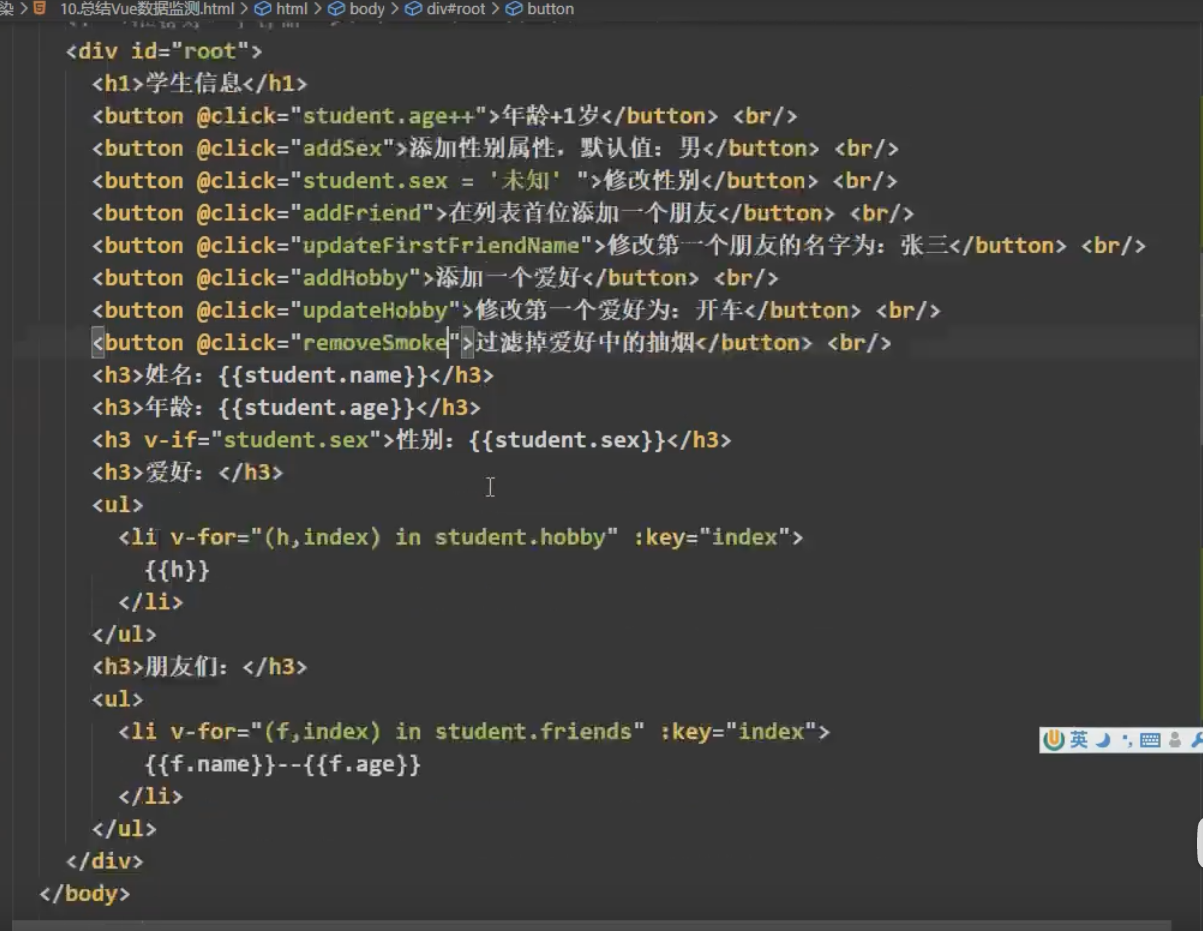 染 > 10.总结Vue数据监测.html > html > body > div#root > button
<div id="root">
<h1>学生信息</h1>
<button @click="student.age++">年龄+1岁</button> <br/>
<button @click="addSex">添加性别属性，默认值：男</button> <br/>
<button @click="student.sex = '未知' ">修改性别</button> <br/>
<button @click="addFriend">在列表首位添加一个朋友</button> <br/>
<button @click="updateFirstFriendName">修改第一个朋友的名字为：张三</button> <br/>
<button @click="addHobby">添加一个爱好</button> <br/>
<button @click="updateHobby">修改第一个爱好为：开车</button> <br/>
<button @click="removeSmoke">过滤掉爱好中的抽烟</button> <br/>
<h3>姓名：{{student.name}}</h3>
<h3>年龄：{{student.age}}</h3>
<h3 v-if="student.sex">性别：{{student.sex}}</h3>
<h3>爱好：</h3>
<ul>
<li v-for="(h,index) in student.hobby" :key="index">
{{h}}
</li>
</ul>
<h3>朋友们：</h3>
<ul>
<li v-for="(f,index) in student.friends" :key="index">
{{f.name}}--{{f.age}}
</li>
</ul>
</div>
</body>
英